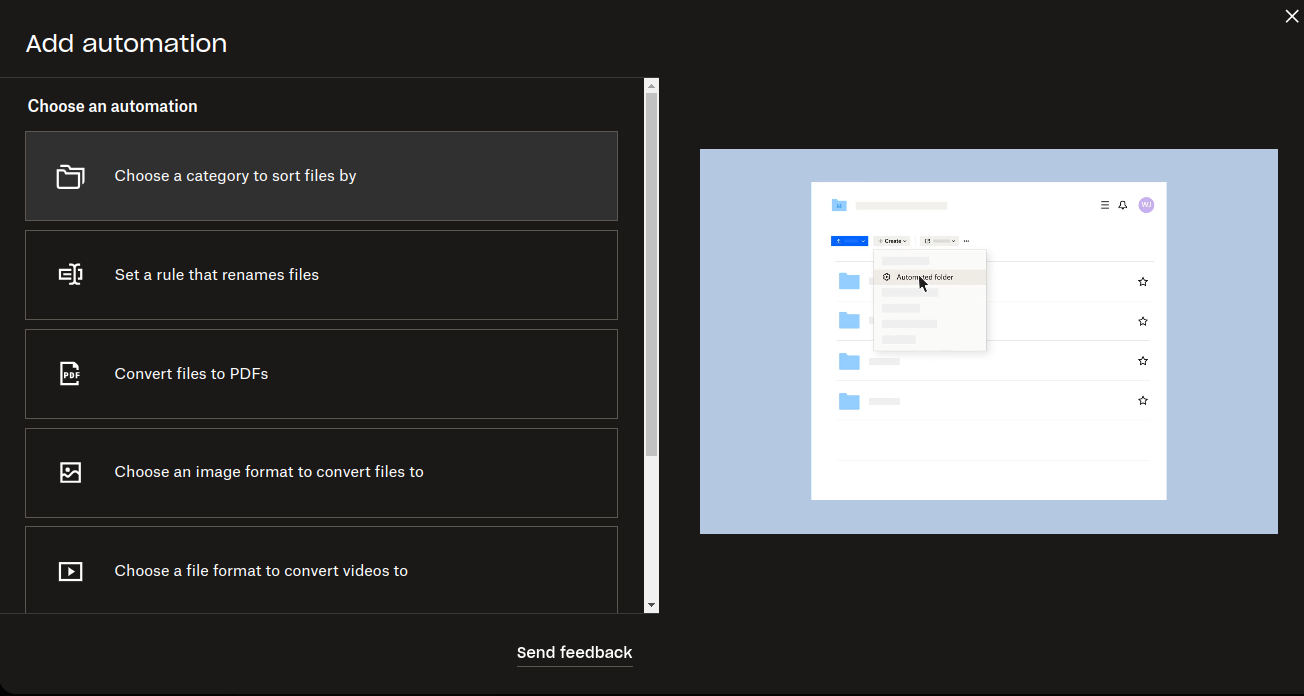 Add automation
Choose an automation
Choose a category to sort files by
Set a rule that renames files
PDF
Convert files to PDFs
Choose an image format to convert files to
Choose a file format to convert videos to
Send feedback
WJ
Create
Automated folder